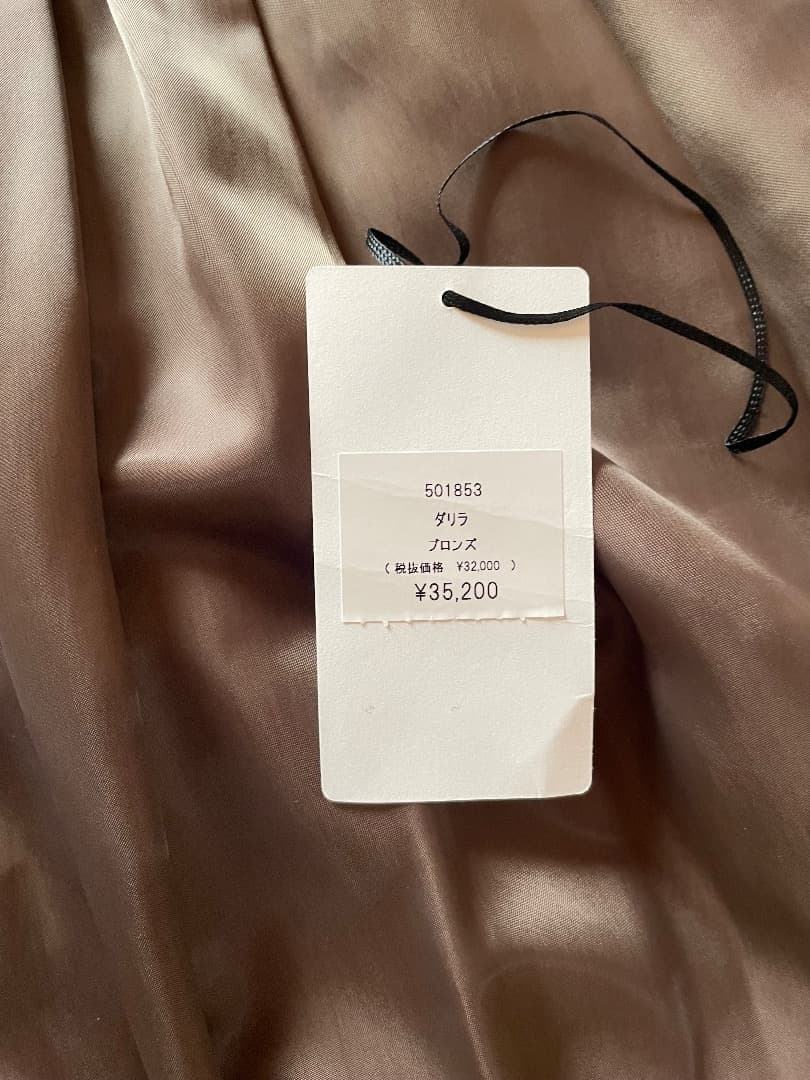 501853
ダリラ
ブロンズ
( 税抜価格 ¥32,000 )
¥35,200